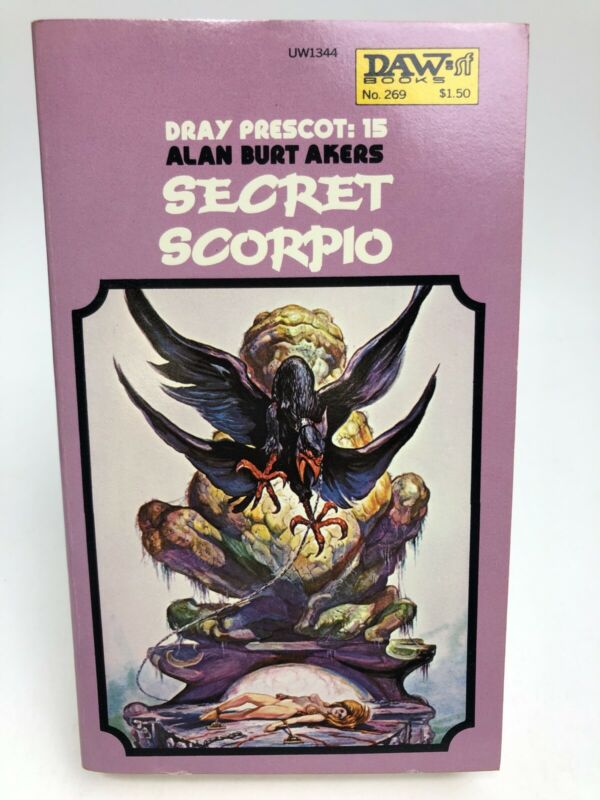 UW1344
DAW sf
BOOKS
No. 269 $1.50
DRAY PRESCOT: 15
ALAN BURT AKERS
SECRET
SCORPIO